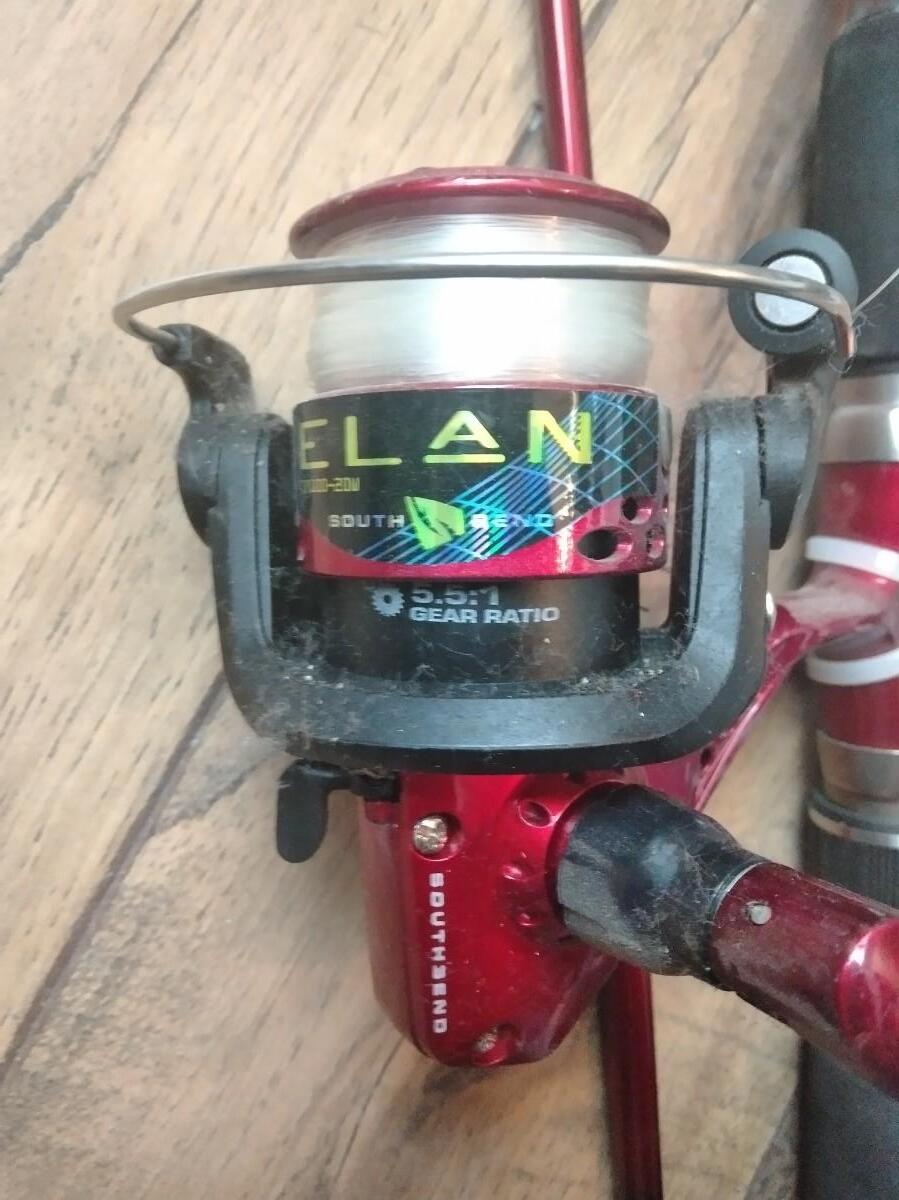 ELAN
SOUTH BEND
5.5:1
GEAR RATIO
SOUTHBEND